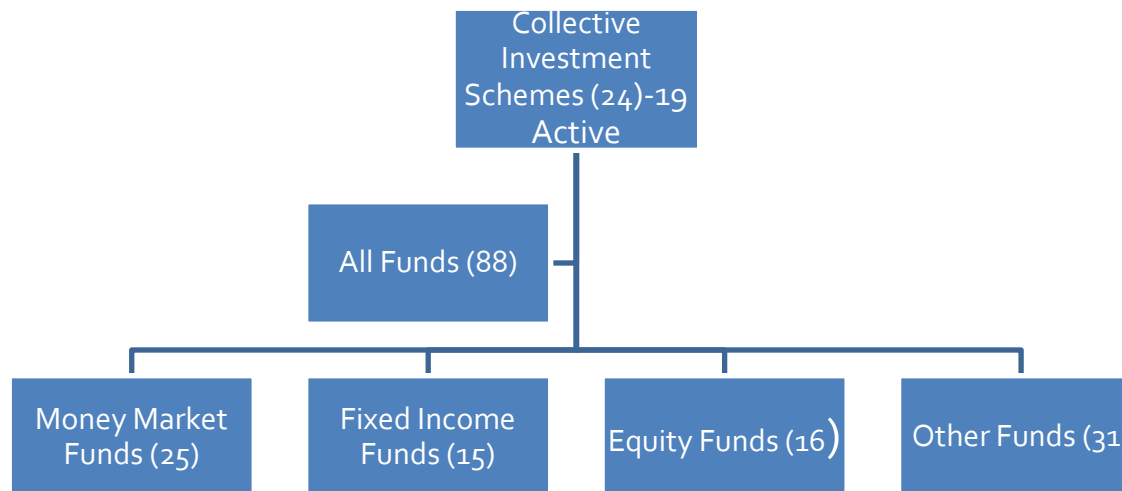 Collective
Investment
Schemes (24)-19
Active
All Funds (88)
Money Market
Funds (25)
Fixed Income
Funds (15)
Equity Funds (16)
Other Funds (31